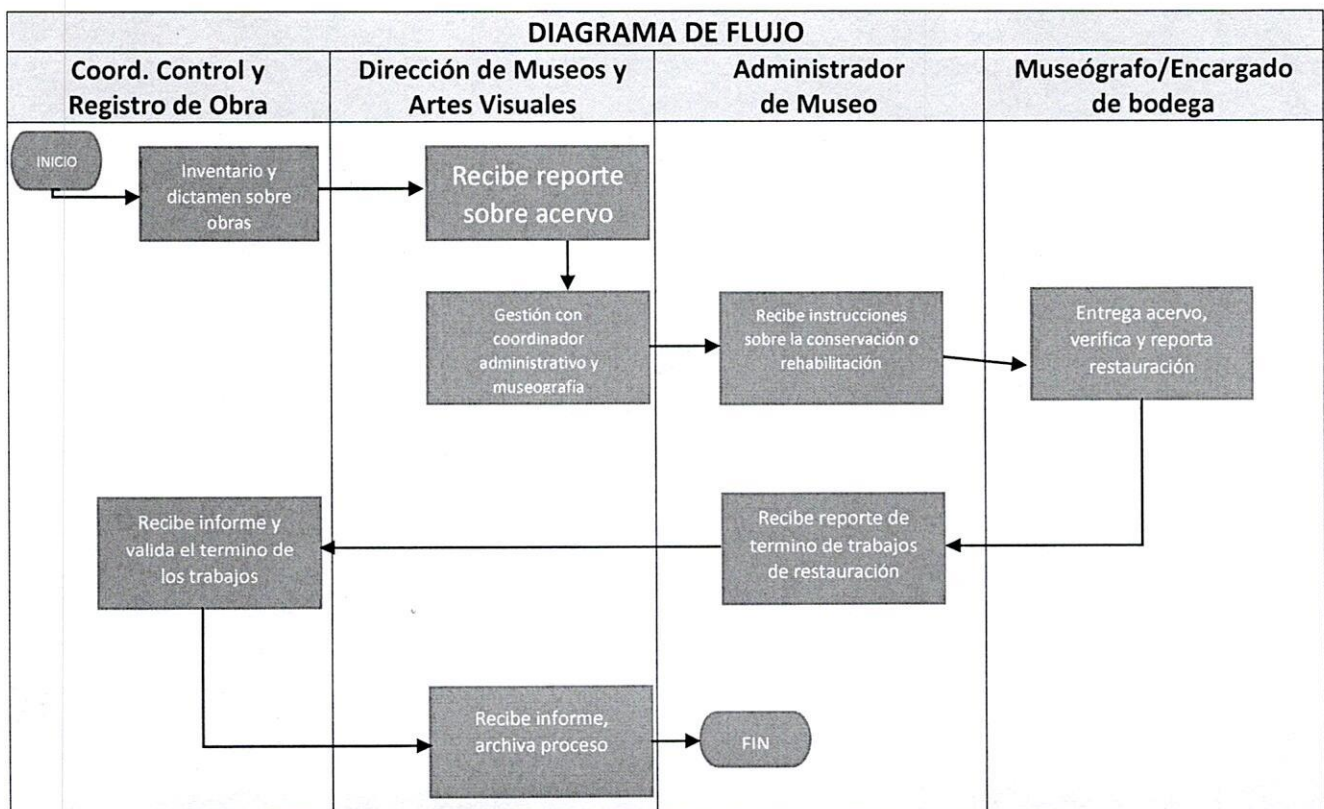 DIAGRAMA DE FLUJO
Coord. Control y
Registro de Obra
Dirección de Museos y
Artes Visuales
Administrador
de Museo
Museógrafo/Encargado
de bodega
INICIO
Inventario y
dictamen sobre
obras
Recibe reporte
sobre acervo
Gestión con
coordinador
administrativo y
museografía
Recibe instrucciones
sobre la conservación o
rehabilitación
Entrega acervo,
verifica y reporta
restauración
Recibe reporte de
termino de trabajos
de restauración
Recibe informe y
valida el termino de
los trabajos
Recibe informe,
archiva proceso
FIN